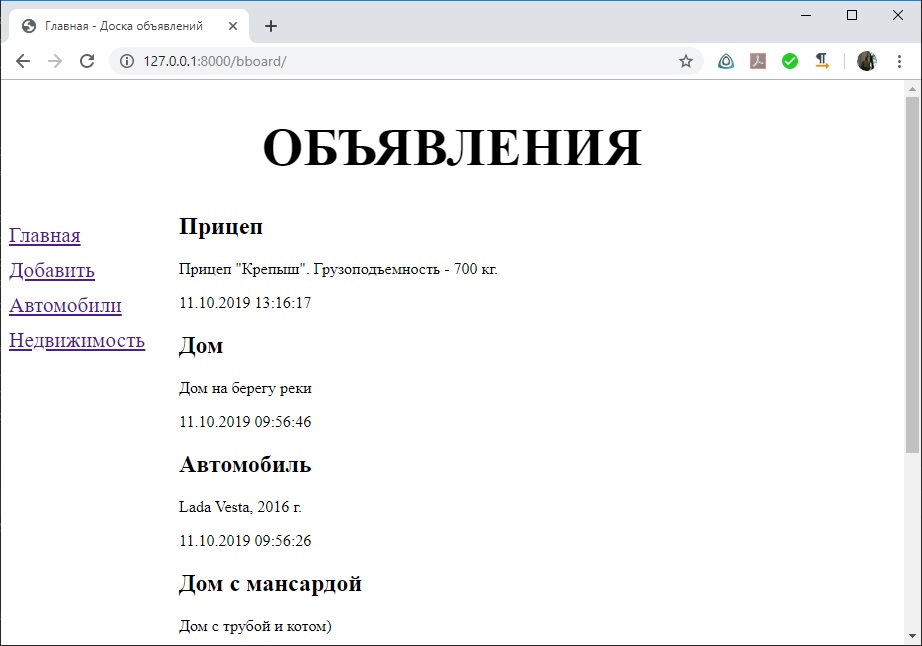 Главная - Доска объявлений
127.0.0.1:8000/bboard/
ОБЪЯВЛЕНИЯ
Главная
Добавить
Автомобили
Недвижимость
Прицеп
Прицеп "Крепыш". Грузоподъемность - 700 кг.
11.10.2019 13:16:17
Дом
Дом на берегу реки
11.10.2019 09:56:46
Автомобиль
Lada Vesta, 2016 г.
11.10.2019 09:56:26
Дом с мансардой
Дом с трубой и котом)